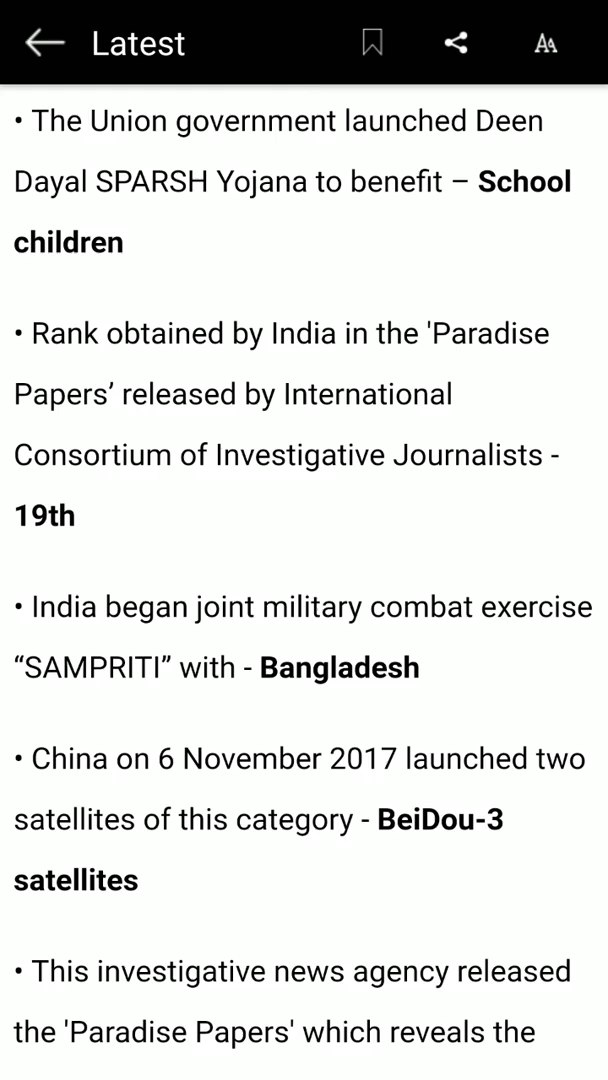 Latest
• The Union government launched Deen
Dayal SPARSH Yojana to benefit – School
children
• Rank obtained by India in the 'Paradise
Papers’ released by International
Consortium of Investigative Journalists -
19th
• India began joint military combat exercise
“SAMPRITI” with - Bangladesh
• China on 6 November 2017 launched two
satellites of this category - BeiDou-3
satellites
• This investigative news agency released
the 'Paradise Papers' which reveals the